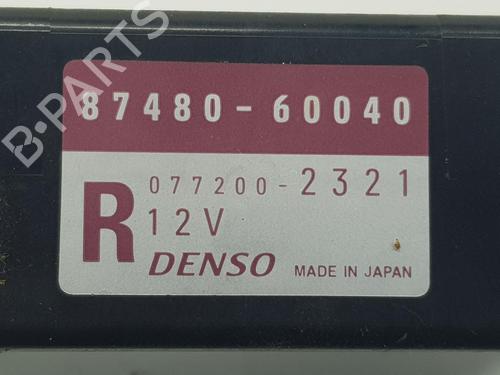 B-PARTS
87480-60040
R 077200-2321
12V
DENSO MADE IN JAPAN